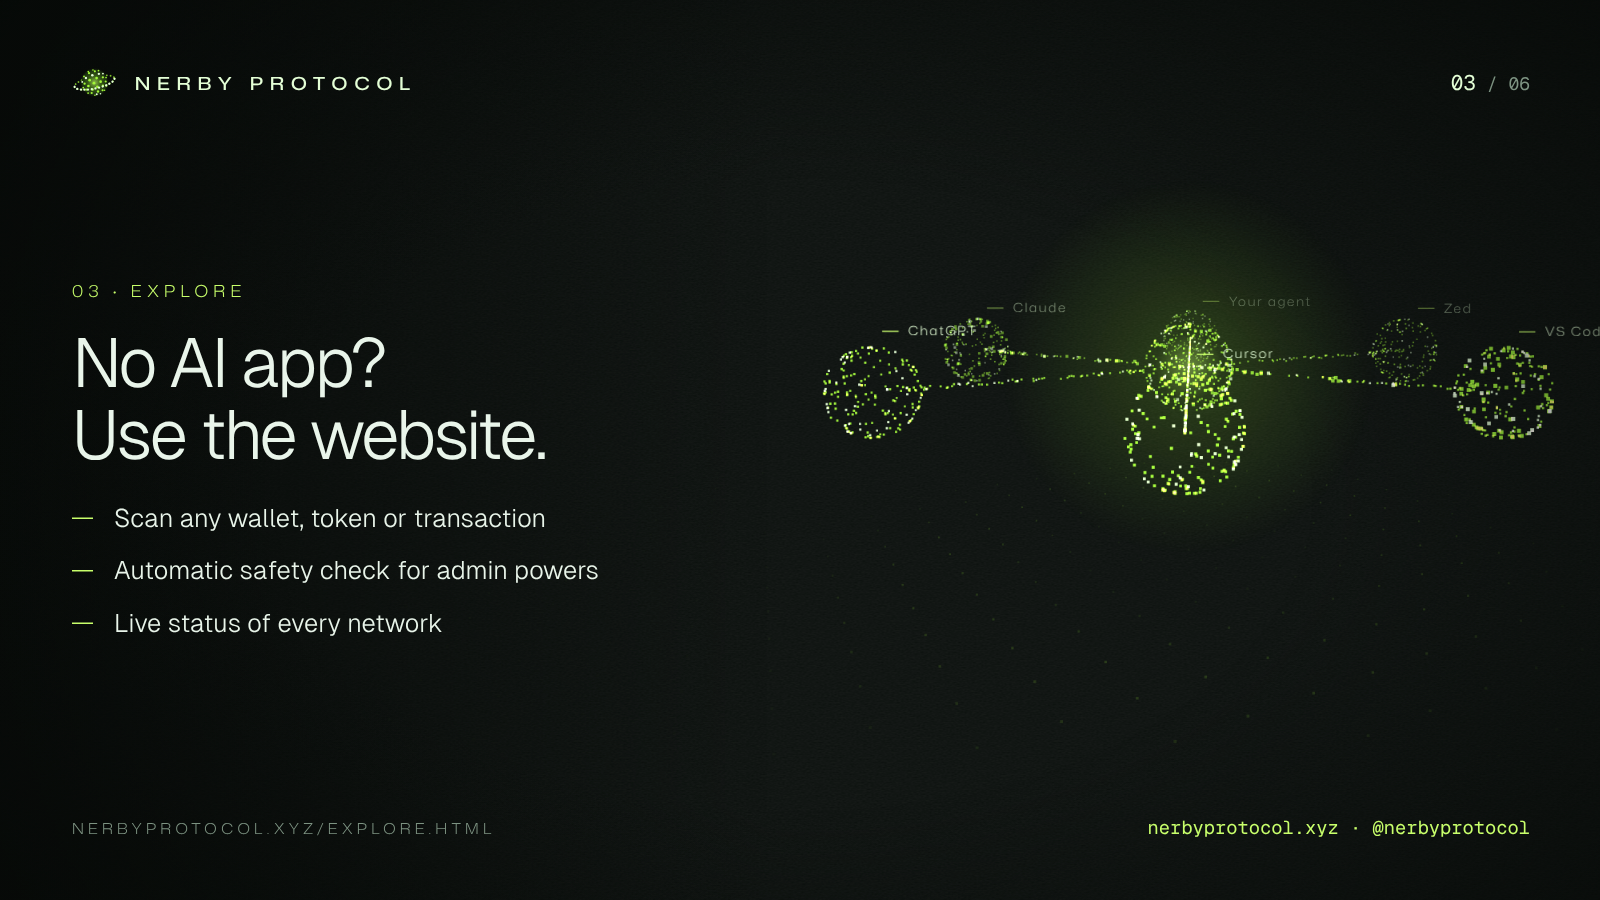 NERBY PROTOCOL
03 / 06
03 · EXPLORE
No AI app?
Use the website.
— Scan any wallet, token or transaction
— Automatic safety check for admin powers
— Live status of every network
— Your agent
— Claude
— Zed
— ChatGPT
— VS Cod
— Cursor
NERBYPROTOCOL.XYZ/EXPLORE.HTML
nerbyprotocol.xyz · @nerbyprotocol